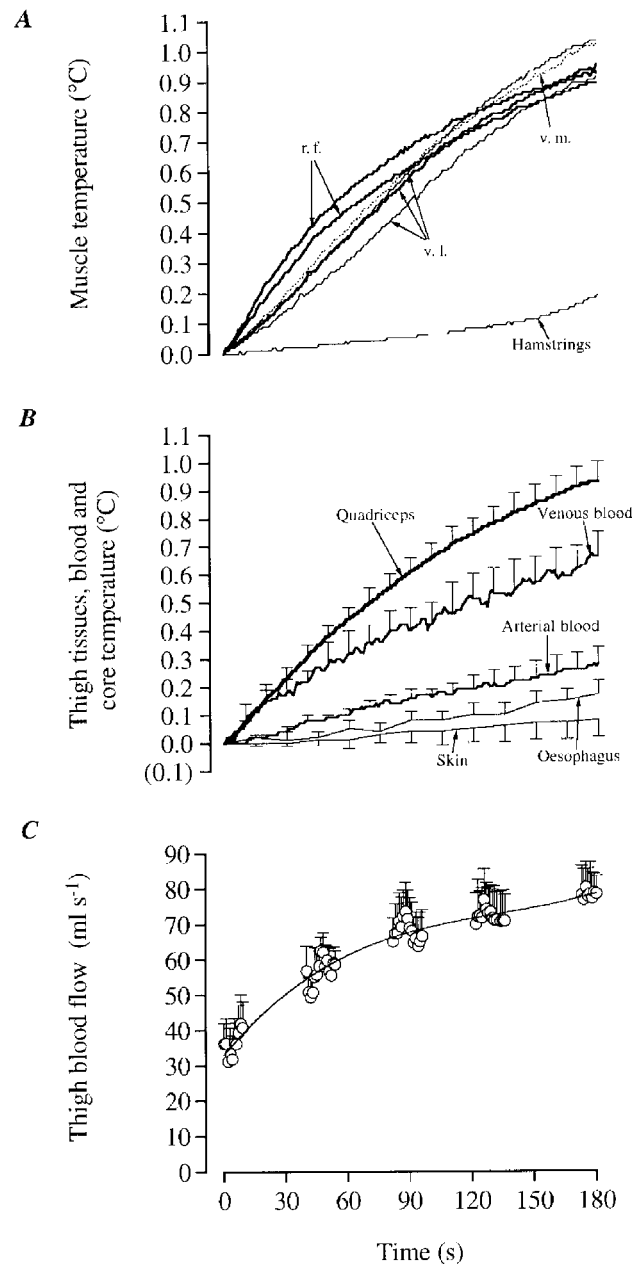 A
Muscle temperature (°C)
1.1
1.0
0.9
0.8
0.7
0.6
0.5
0.4
0.3
0.2
0.1
0.0
r. f.
v. m.
v. l.
Hamstrings
B
Thigh tissues, blood and
core temperature (°C)
1.1
1.0
0.9
0.8
0.7
0.6
0.5
0.4
0.3
0.2
0.1
0.0
(0.1)
Quadriceps
Venous blood
Arterial blood
Skin
Oesophagus
C
Thigh blood flow (ml s⁻¹)
90
80
70
60
50
40
30
20
10
0
0 30 60 90 120 150 180
Time (s)